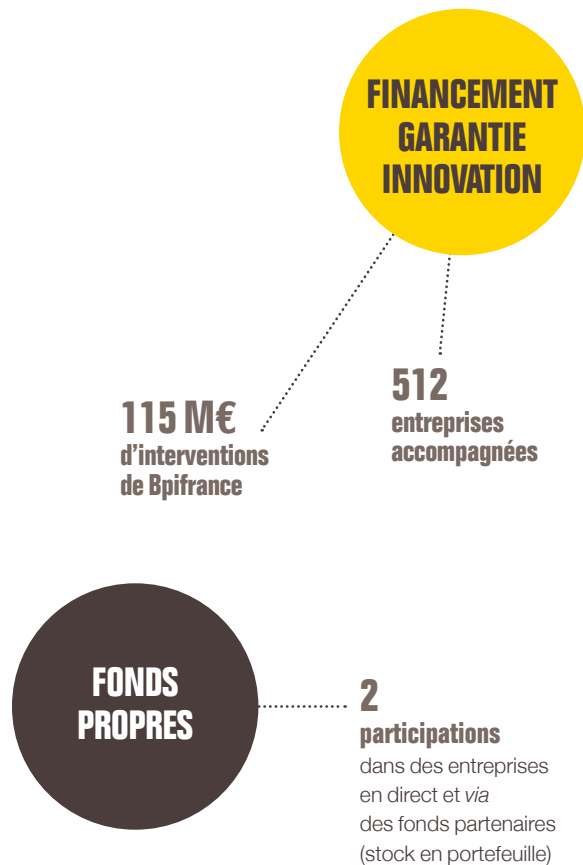 FINANCEMENT
GARANTIE
INNOVATION
115 M€
d'interventions
de Bpifrance
512
entreprises
accompagnées
FONDS
PROPRES
2
participations
dans des entreprises
en direct et via
des fonds partenaires
(stock en portefeuille)